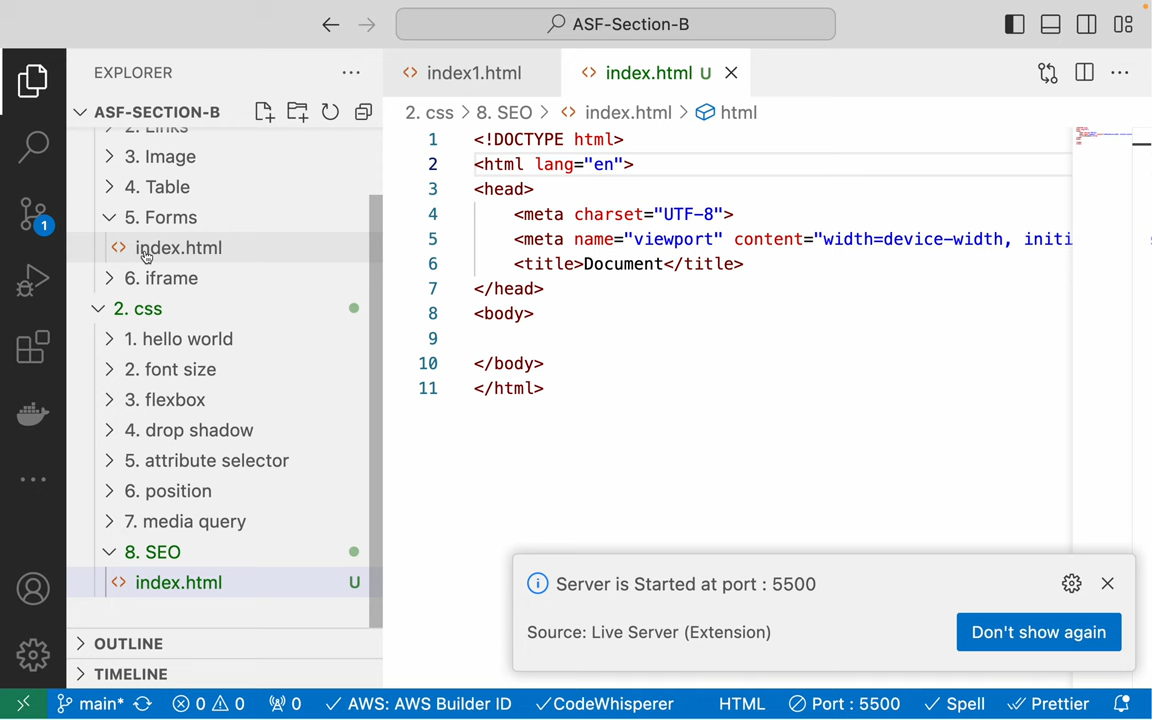 ASF-Section-B
EXPLORER
ASF-SECTION-B
2. Links
3. Image
4. Table
5. Forms
index.html
6. iframe
2. css
1. hello world
2. font size
3. flexbox
4. drop shadow
5. attribute selector
6. position
7. media query
8. SEO
index.html U
OUTLINE
TIMELINE
1
index1.html
index.html U
2. css > 8. SEO > index.html > html
1 <!DOCTYPE html>
2 <html lang="en">
3 <head>
4 <meta charset="UTF-8">
5 <meta name="viewport" content="width=device-width, initi
6 <title>Document</title>
7 </head>
8 <body>
9
10 </body>
11 </html>
Server is Started at port : 5500
Source: Live Server (Extension)
Don't show again
main* 0 0 0 AWS: AWS Builder ID CodeWhisperer HTML Port : 5500 Spell Prettier